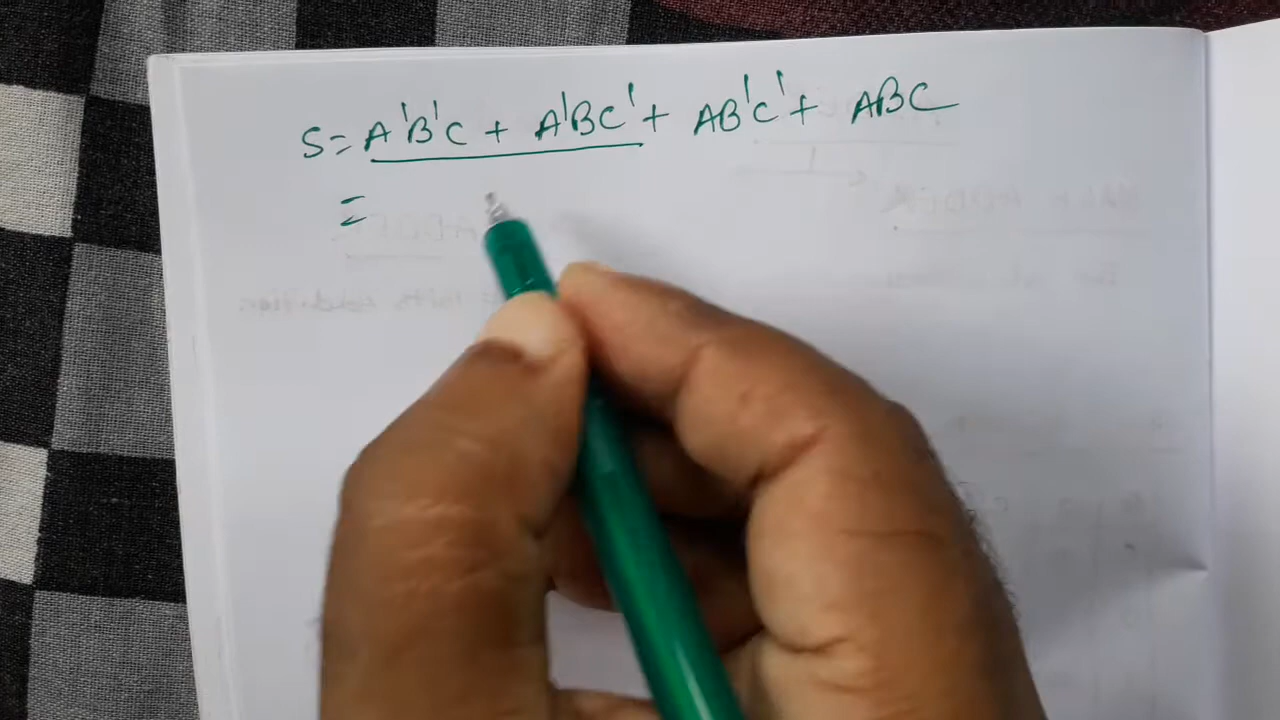 S= A'B'C + A'BC' + AB'C' + ABC
=